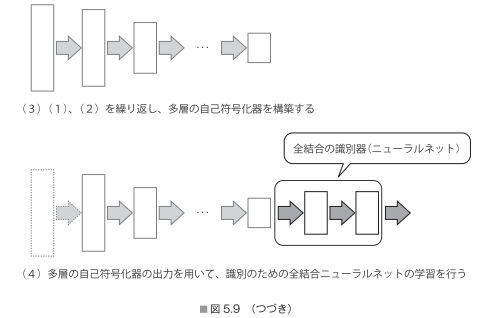 …
（3）（1）、（2）を繰り返し、多層の自己符号化器を構築する
全結合の識別器（ニューラルネット）
…
（4）多層の自己符号化器の出力を用いて、識別のための全結合ニューラルネットの学習を行う
■図 5.9 （つづき）